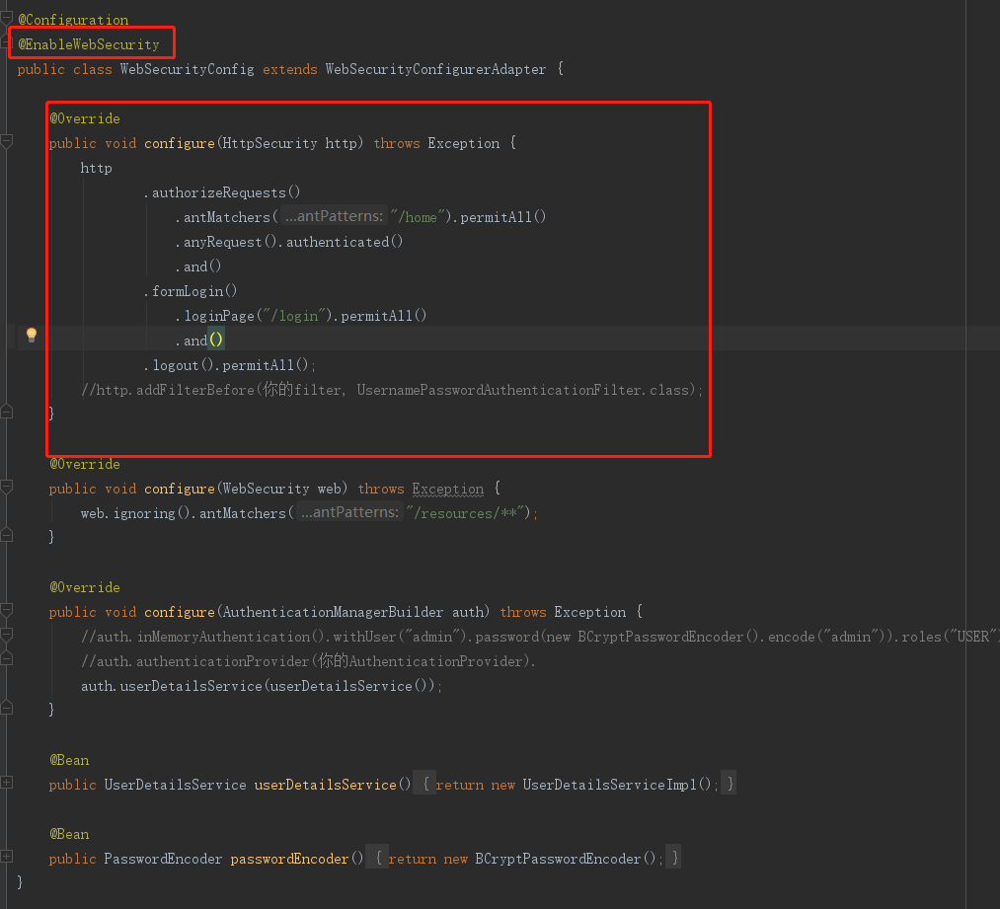 @Configuration
@EnableWebSecurity
public class WebSecurityConfig extends WebSecurityConfigurerAdapter {
@Override
public void configure(HttpSecurity http) throws Exception {
http
.authorizeRequests()
.antMatchers( ...antPatterns: "/home").permitAll()
.anyRequest().authenticated()
.and()
.formLogin()
.loginPage("/login").permitAll()
.and()
.logout().permitAll();
//http.addFilterBefore(你的filter, UsernamePasswordAuthenticationFilter.class);
}
@Override
public void configure(WebSecurity web) throws Exception {
web.ignoring().antMatchers( ...antPatterns: "/resources/**");
}
@Override
public void configure(AuthenticationManagerBuilder auth) throws Exception {
//auth.inMemoryAuthentication().withUser("admin").password(new BCryptPasswordEncoder().encode("admin")).roles("USER")
//auth.authenticationProvider(你的AuthenticationProvider).
auth.userDetailsService(userDetailsService());
}
@Bean
public UserDetailsService userDetailsService() { return new UserDetailsServiceImpl(); }
@Bean
public PasswordEncoder passwordEncoder() { return new BCryptPasswordEncoder(); }
}